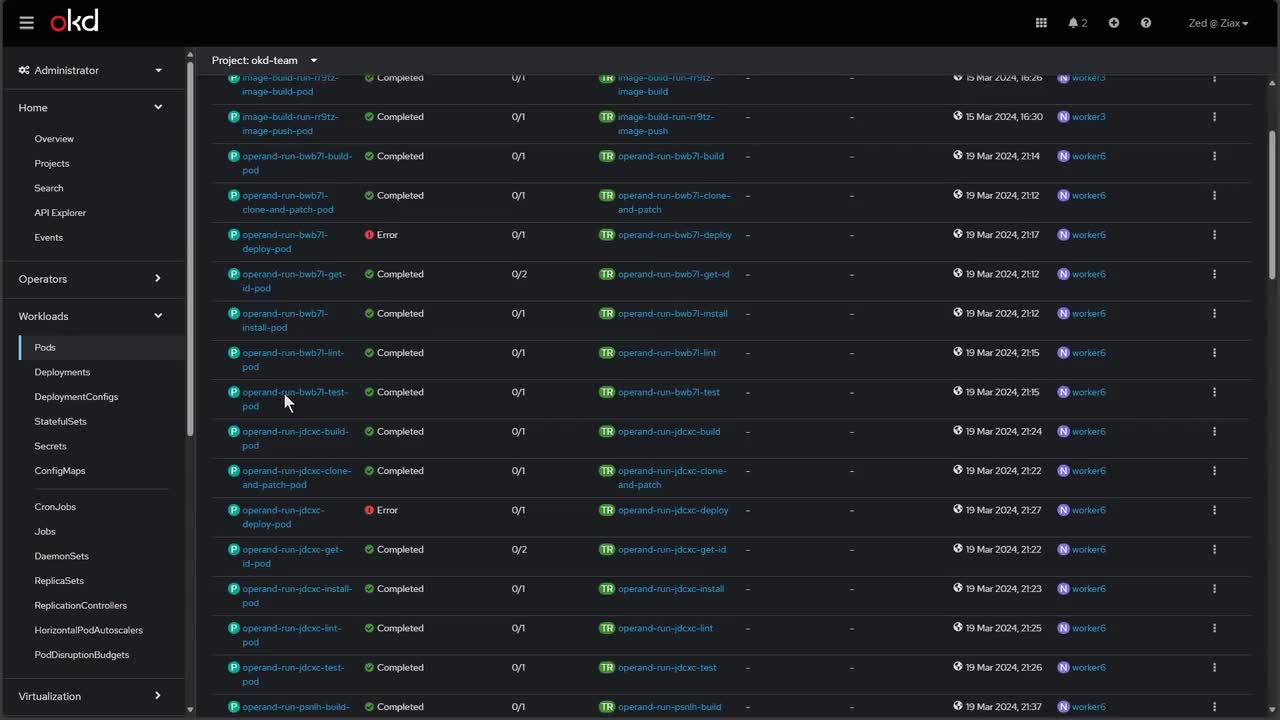 okd
2
Zed @ Ziax
Administrator
Home
Overview
Projects
Search
API Explorer
Events
Operators
Workloads
Pods
Deployments
DeploymentConfigs
StatefulSets
Secrets
ConfigMaps
CronJobs
Jobs
DaemonSets
ReplicaSets
ReplicationControllers
HorizontalPodAutoscalers
PodDisruptionBudgets
Virtualization
Project: okd-team
P image-build-run-rr9tz- Completed 0/1 TR image-build-run-rr9tz- - - 15 Mar 2024, 16:26 N worker3
image-build-pod image-build
P image-build-run-rr9tz- Completed 0/1 TR image-build-run-rr9tz- - - 15 Mar 2024, 16:30 N worker3
image-push-pod image-push
P operand-run-bwb7l-build- Completed 0/1 TR operand-run-bwb7l-build - - 19 Mar 2024, 21:14 N worker6
pod
P operand-run-bwb7l- Completed 0/1 TR operand-run-bwb7l-clone- - - 19 Mar 2024, 21:12 N worker6
clone-and-patch-pod and-patch
P operand-run-bwb7l- Error 0/1 TR operand-run-bwb7l-deploy - - 19 Mar 2024, 21:17 N worker6
deploy-pod
P operand-run-bwb7l-get- Completed 0/2 TR operand-run-bwb7l-get-id - - 19 Mar 2024, 21:12 N worker6
id-pod
P operand-run-bwb7l- Completed 0/1 TR operand-run-bwb7l-install - - 19 Mar 2024, 21:12 N worker6
install-pod
P operand-run-bwb7l-lint- Completed 0/1 TR operand-run-bwb7l-lint - - 19 Mar 2024, 21:15 N worker6
pod
P operand-run-bwb7l-test- Completed 0/1 TR operand-run-bwb7l-test - - 19 Mar 2024, 21:15 N worker6
pod
P operand-run-jdcxc-build- Completed 0/1 TR operand-run-jdcxc-build - - 19 Mar 2024, 21:24 N worker6
pod
P operand-run-jdcxc-clone- Completed 0/1 TR operand-run-jdcxc-clone- - - 19 Mar 2024, 21:22 N worker6
and-patch-pod and-patch
P operand-run-jdcxc- Error 0/1 TR operand-run-jdcxc-deploy - - 19 Mar 2024, 21:27 N worker6
deploy-pod
P operand-run-jdcxc-get- Completed 0/2 TR operand-run-jdcxc-get-id - - 19 Mar 2024, 21:22 N worker6
id-pod
P operand-run-jdcxc-install- Completed 0/1 TR operand-run-jdcxc-install - - 19 Mar 2024, 21:23 N worker6
pod
P operand-run-jdcxc-lint- Completed 0/1 TR operand-run-jdcxc-lint - - 19 Mar 2024, 21:25 N worker6
pod
P operand-run-jdcxc-test- Completed 0/1 TR operand-run-jdcxc-test - - 19 Mar 2024, 21:26 N worker6
pod
P operand-run-psnlh-build- Completed 0/1 TR operand-run-psnlh-build - - 19 Mar 2024, 21:37 N worker6